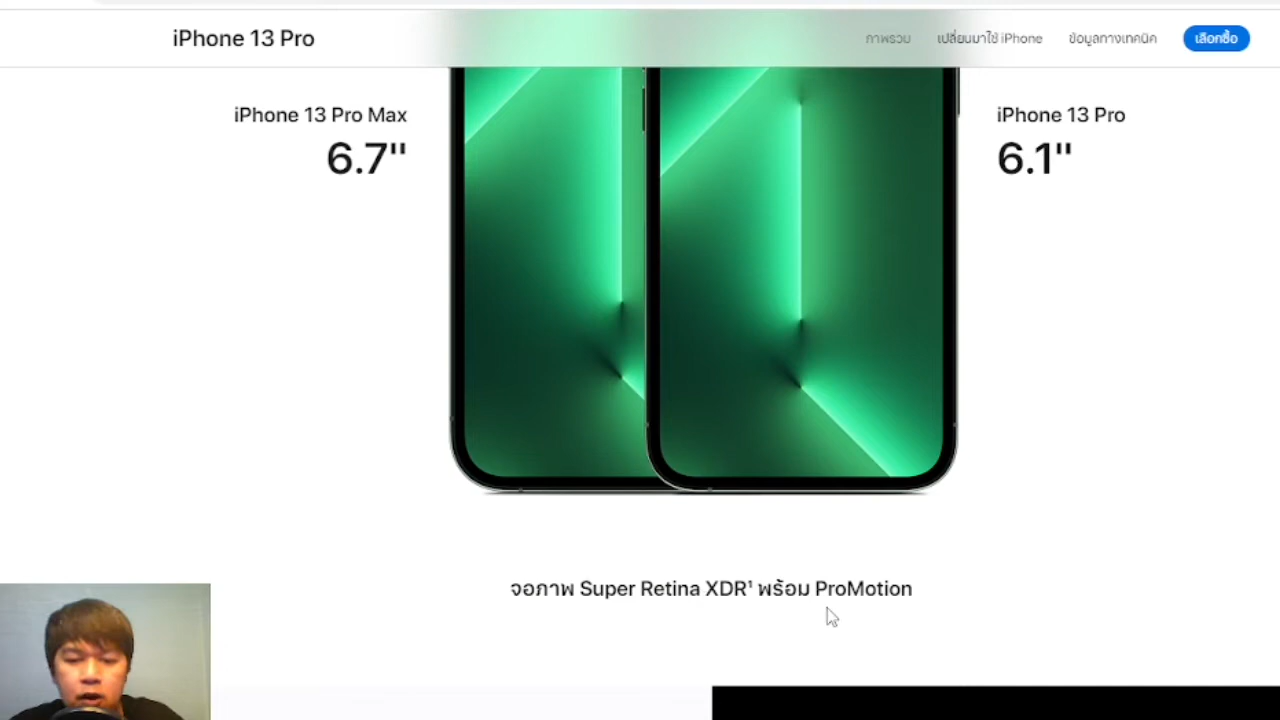 iPhone 13 Pro
ภาพรวม
เปลี่ยนมาใช้ iPhone
ข้อมูลทางเทคนิค
เลือกซื้อ
iPhone 13 Pro Max
6.7"
iPhone 13 Pro
6.1"
จอภาพ Super Retina XDR¹ พร้อม ProMotion